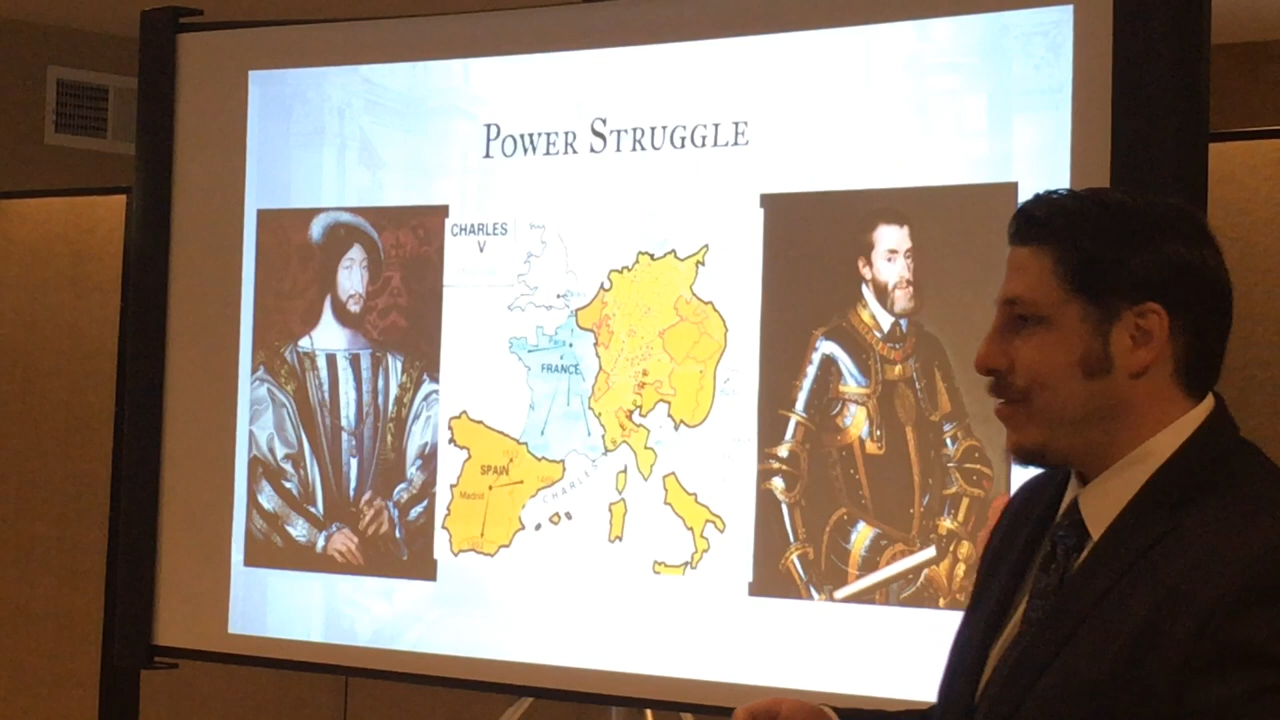 POWER STRUGGLE
CHARLES
V
FRANCE
SPAIN
Madrid
CHARLES